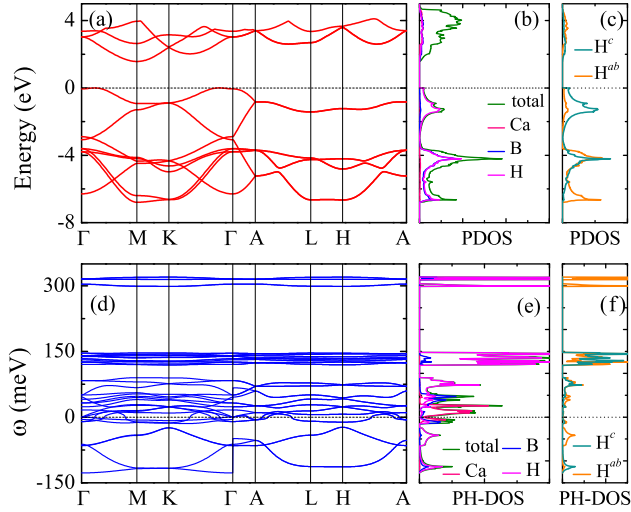 4
0
-4
-8
Energy (eV)
(a)
Γ M K Γ A L H A
(b)
total
Ca
B
H
PDOS
(c)
H^c
H^ab
PDOS
300
150
0
-150
ω (meV)
(d)
Γ M K Γ A L H A
(e)
total B
Ca H
PH-DOS
(f)
H^c
H^ab
PH-DOS